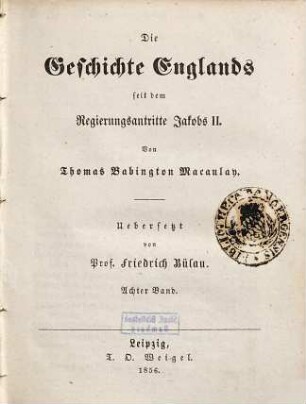 Die
Geschichte Englands
seit dem
Regierungsantritte Jakobs II.
Von
Thomas Babington Macaulay.
Uebersetzt
von
Prof. Friedrich Bülau.
Achter Band.
Leipzig,
T. O. Weigel.
1856.